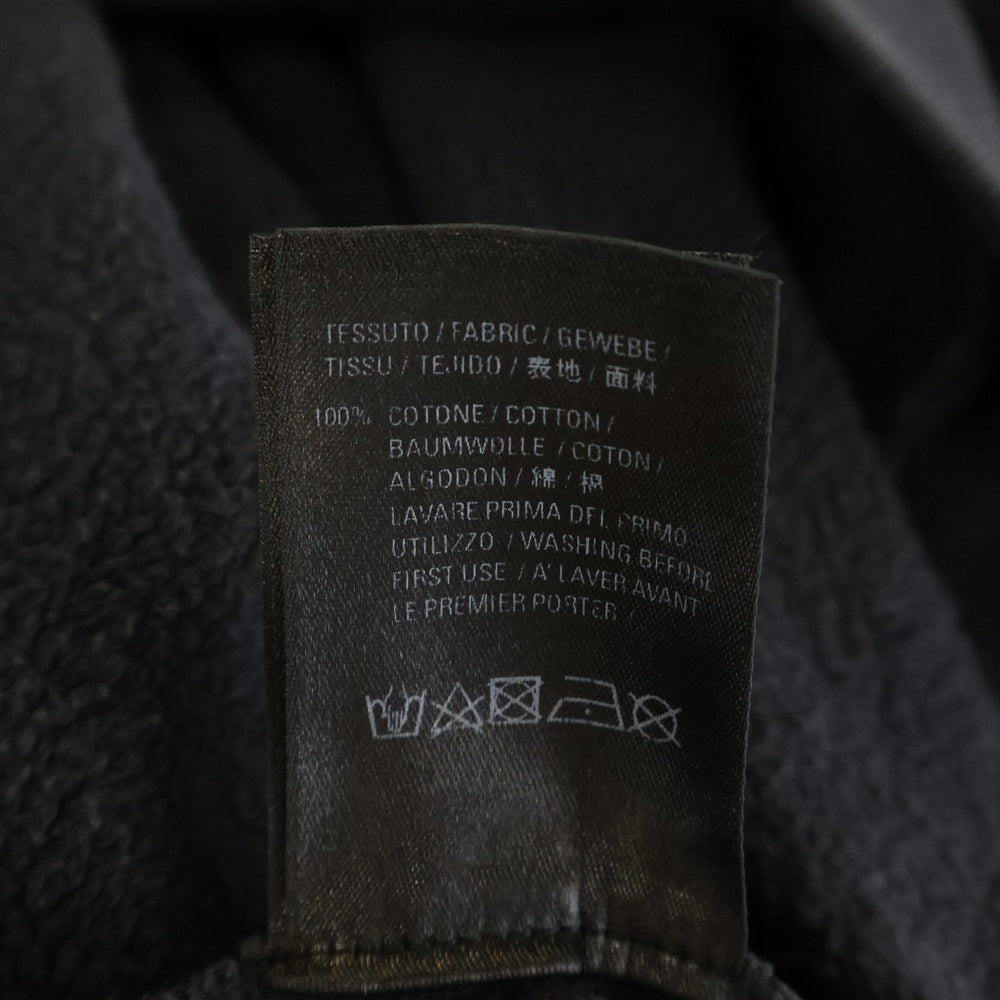 TESSUTO / FABRIC / GEWEBE /
TISSU / TEJIDO / 表地 / 面料
100% COTONE / COTTON /
BAUMWOLLE / COTON /
ALGODON / 綿 / 棉
LAVARE PRIMA DEL PRIMO
UTILIZZO / WASHING BEFORE
FIRST USE / A' LAVER AVANT
LE PREMIER PORTER /